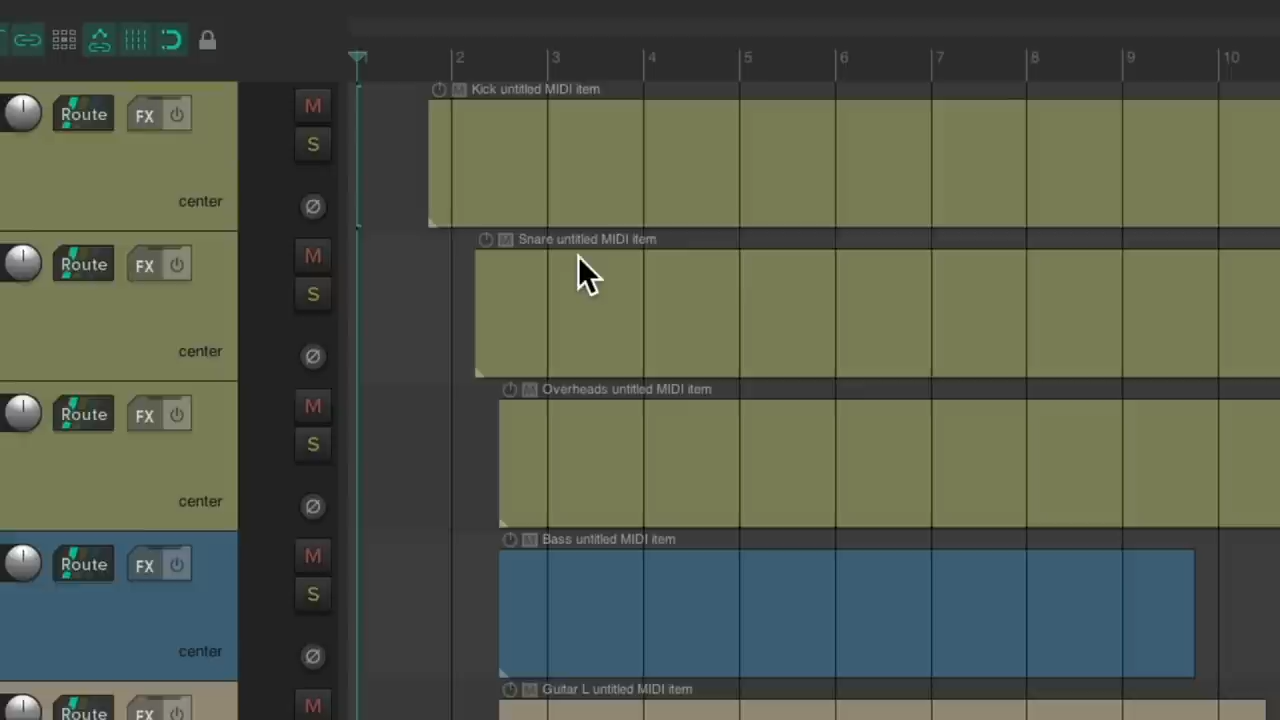 1 2 3 4 5 6 7 8 9 10
Kick untitled MIDI item
Route FX M
S
center
Snare untitled MIDI item
Route FX M
S
center
Overheads untitled MIDI item
Route FX M
S
center
Bass untitled MIDI item
Route FX M
S
center
Guitar L untitled MIDI item
Route FX M